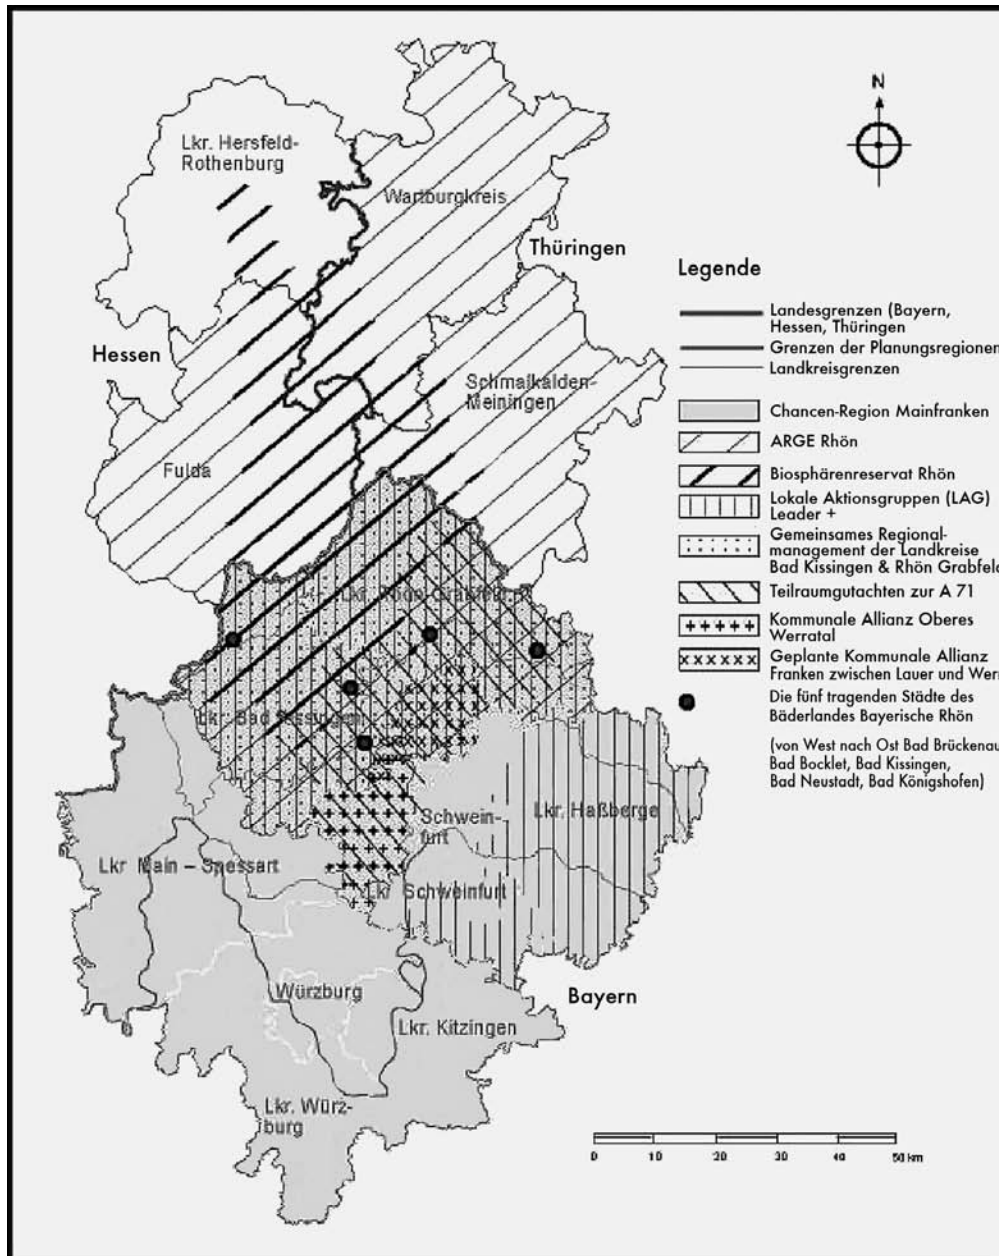 N
Lkr. Hersfeld-
Rothenburg
Wartburgkreis
Thüringen
Hessen
Schmalkalden-
Meiningen
Fulda
Lkr. Bad Kissingen
Schwein-
furt
Lkr. Haßberge
Lkr Main – Spessart
Lkr Schweinfurt
Würzburg
Bayern
Lkr. Kitzingen
Lkr. Würz-
burg
Legende
Landesgrenzen (Bayern,
Hessen, Thüringen
Grenzen der Planungsregionen
Landkreisgrenzen
Chancen-Region Mainfranken
ARGE Rhön
Biosphärenreservat Rhön
Lokale Aktionsgruppen (LAG)
Leader +
Gemeinsames Regional-
management der Landkreise
Bad Kissingen & Rhön Grabfeld
Teilraumgutachten zur A 71
Kommunale Allianz Oberes
Werratal
Geplante Kommunale Allianz
Franken zwischen Lauer und Wern
Die fünf tragenden Städte des
Bäderlandes Bayerische Rhön
(von West nach Ost Bad Brückenau
Bad Bocklet, Bad Kissingen,
Bad Neustadt, Bad Königshofen)
0 10 20 30 40 50 km